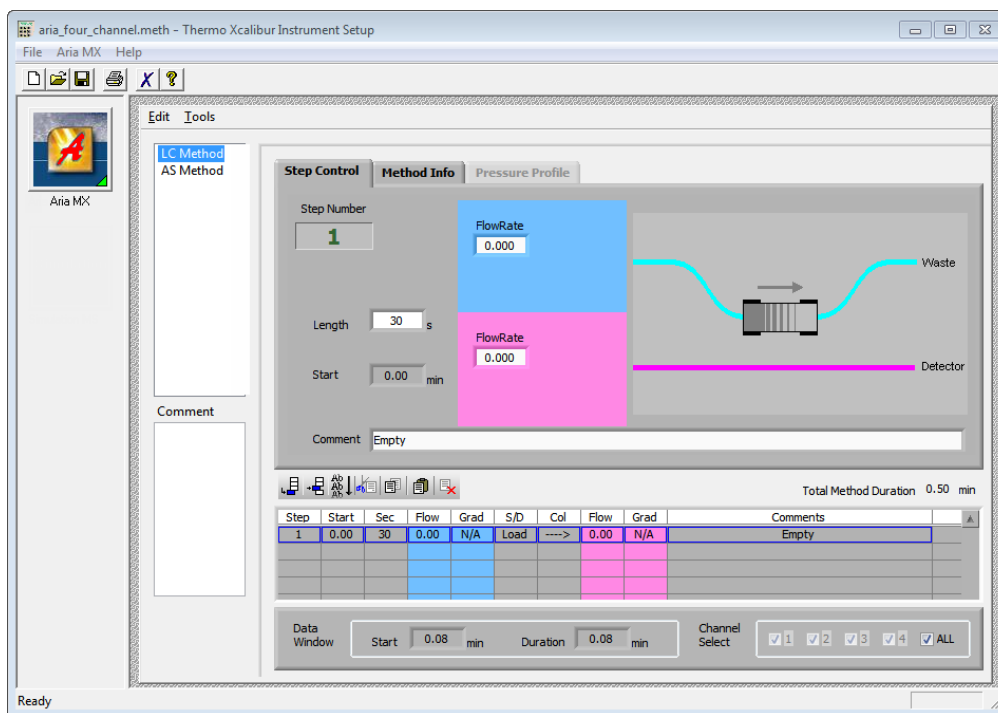 aria_four_channel.meth - Thermo Xcalibur Instrument Setup
File Aria MX Help
X ?
Aria MX
Edit Tools
LC Method
AS Method
Comment
Step Control Method Info Pressure Profile
Step Number
1
Length 30 s
Start 0.00 min
FlowRate
0.000
FlowRate
0.000
Waste
Detector
Comment Empty
Total Method Duration 0.50 min
Step Start Sec Flow Grad S/D Col Flow Grad Comments
1 0.00 30 0.00 N/A Load ----> 0.00 N/A Empty
Data Window Start 0.08 min Duration 0.08 min Channel Select 1 2 3 4 ALL
Ready